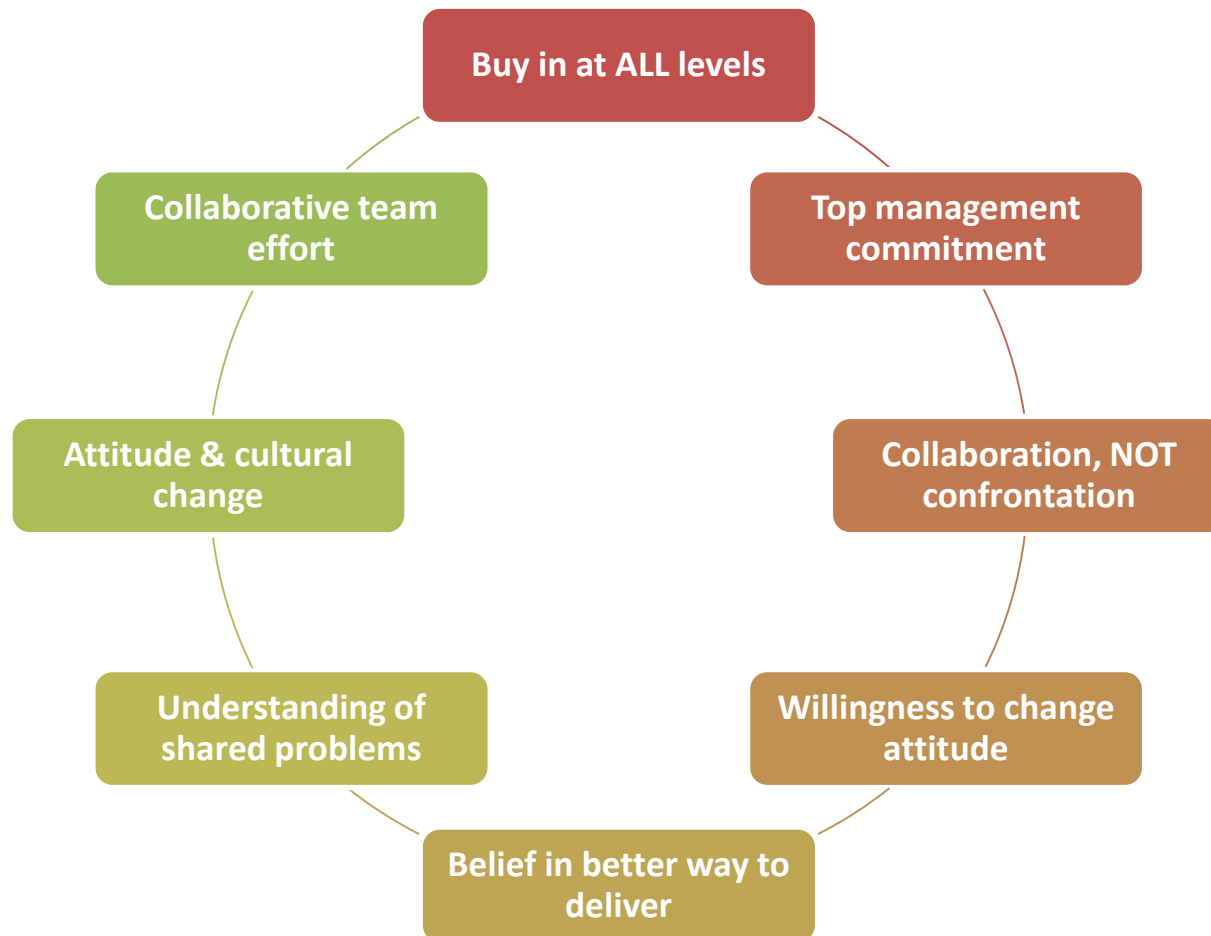 Buy in at ALL levels
Top management
commitment
Collaboration, NOT
confrontation
Willingness to change
attitude
Belief in better way to
deliver
Understanding of
shared problems
Attitude & cultural
change
Collaborative team
effort